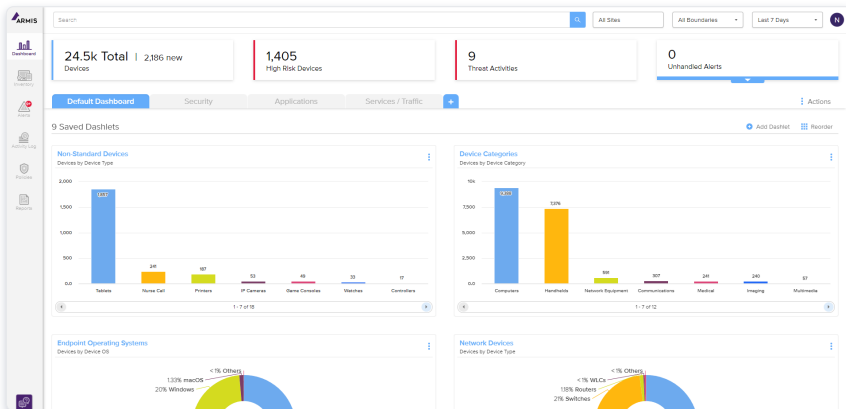 ARMIS
Search
All Sites
All Boundaries
Last 7 Days
N
Dashboard
Inventory
Alerts
Activity Log
Policies
Reports
24.5k Total | 2,186 new
Devices
1,405
High Risk Devices
9
Threat Activities
0
Unhandled Alerts
Default Dashboard
Security
Applications
Services / Traffic
+
Actions
9 Saved Dashlets
Add Dashlet
Reorder
Non-Standard Devices
Devices by Device Type
2,000
1,500
1,000
500
0.0
241
187
52
49
33
17
Tablets
Nurse Call
Printers
IP Cameras
Game Consoles
Watches
Controllers
1 - 7 of 18
Device Categories
Devices by Device Category
10k
7,500
5,000
2,500
0.0
7,376
307
241
240
57
Computers
Handhelds
Network Equipment
Communications
Medical
Imaging
Multimedia
1 - 7 of 12
Endpoint Operating Systems
Devices by Device OS
<1% Others
1.33% macOS
20% Windows
Network Devices
Devices by Device Type
<1% Others
<1% WLCs
1.18% Routers
21% Switches